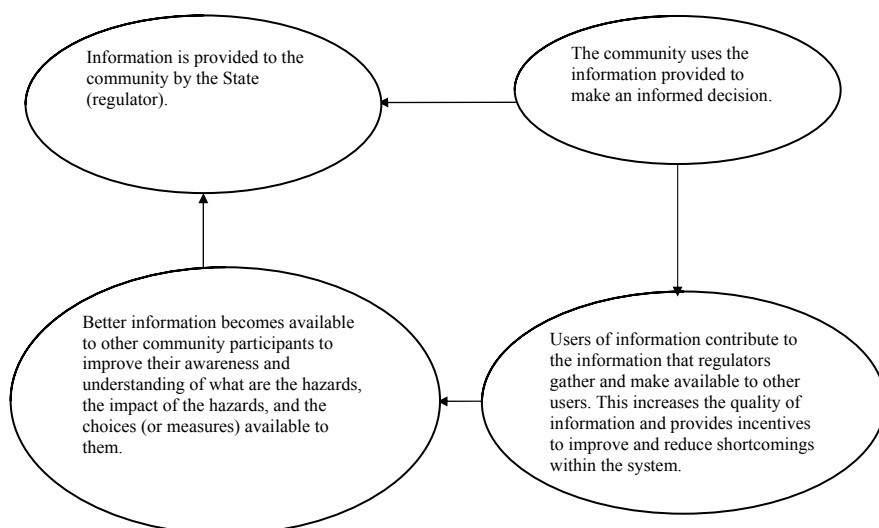 Information is provided to the
community by the State
(regulator).
The community uses the
information provided to
make an informed decision.
Better information becomes available
to other community participants to
improve their awareness and
understanding of what are the hazards,
the impact of the hazards, and the
choices (or measures) available to
them.
Users of information contribute to
the information that regulators
gather and make available to other
users. This increases the quality of
information and provides incentives
to improve and reduce shortcomings
within the system.